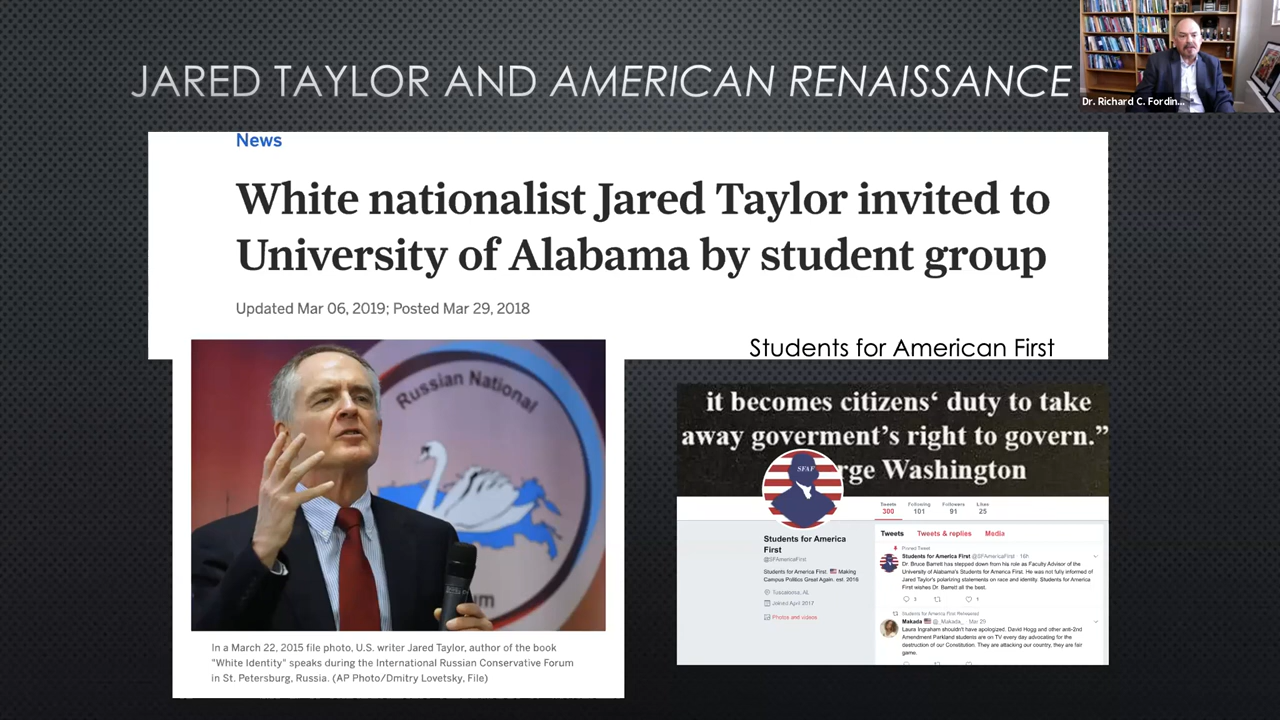 JARED TAYLOR AND AMERICAN RENAISSANCE
Dr. Richard C. Fordin...
News
White nationalist Jared Taylor invited to
University of Alabama by student group
Updated Mar 06, 2019; Posted Mar 29, 2018
Students for American First
Russian National
um
In a March 22, 2015 file photo, U.S. writer Jared Taylor, author of the book
"White Identity" speaks during the International Russian Conservative Forum
in St. Petersburg, Russia. (AP Photo/Dmitry Lovetsky, File)
it becomes citizens‘ duty to take
away goverment’s right to govern.”
rge Washington
SFAF
Tweets Following Followers Likes
300 101 91 25
Students for America
First
@SFAmericaFirst
Students for America First. Making
Campus Politics Great Again. est. 2016
Tuscaloosa, AL
Joined April 2017
Photos and videos
Tweets Tweets & replies Media
Pinned Tweet
Students for America First @SFAmericaFirst · 16h
Dr. Bruce Barrett has stepped down from his role as Faculty Advisor of the
University of Alabama's Students for America First. He was not fully informed of
Jared Taylor's polarizing statements on race and identity. Students for America
First wishes Dr. Barrett all the best.
3 1
Students for America First Retweeted
Makada @_Makada_ · Mar 29
Laura Ingraham shouldn't have apologized. David Hogg and other anti-2nd
Amendment Parkland students are on TV every day advocating for the
destruction of our Constitution. They are attacking our country, they are fair
game.